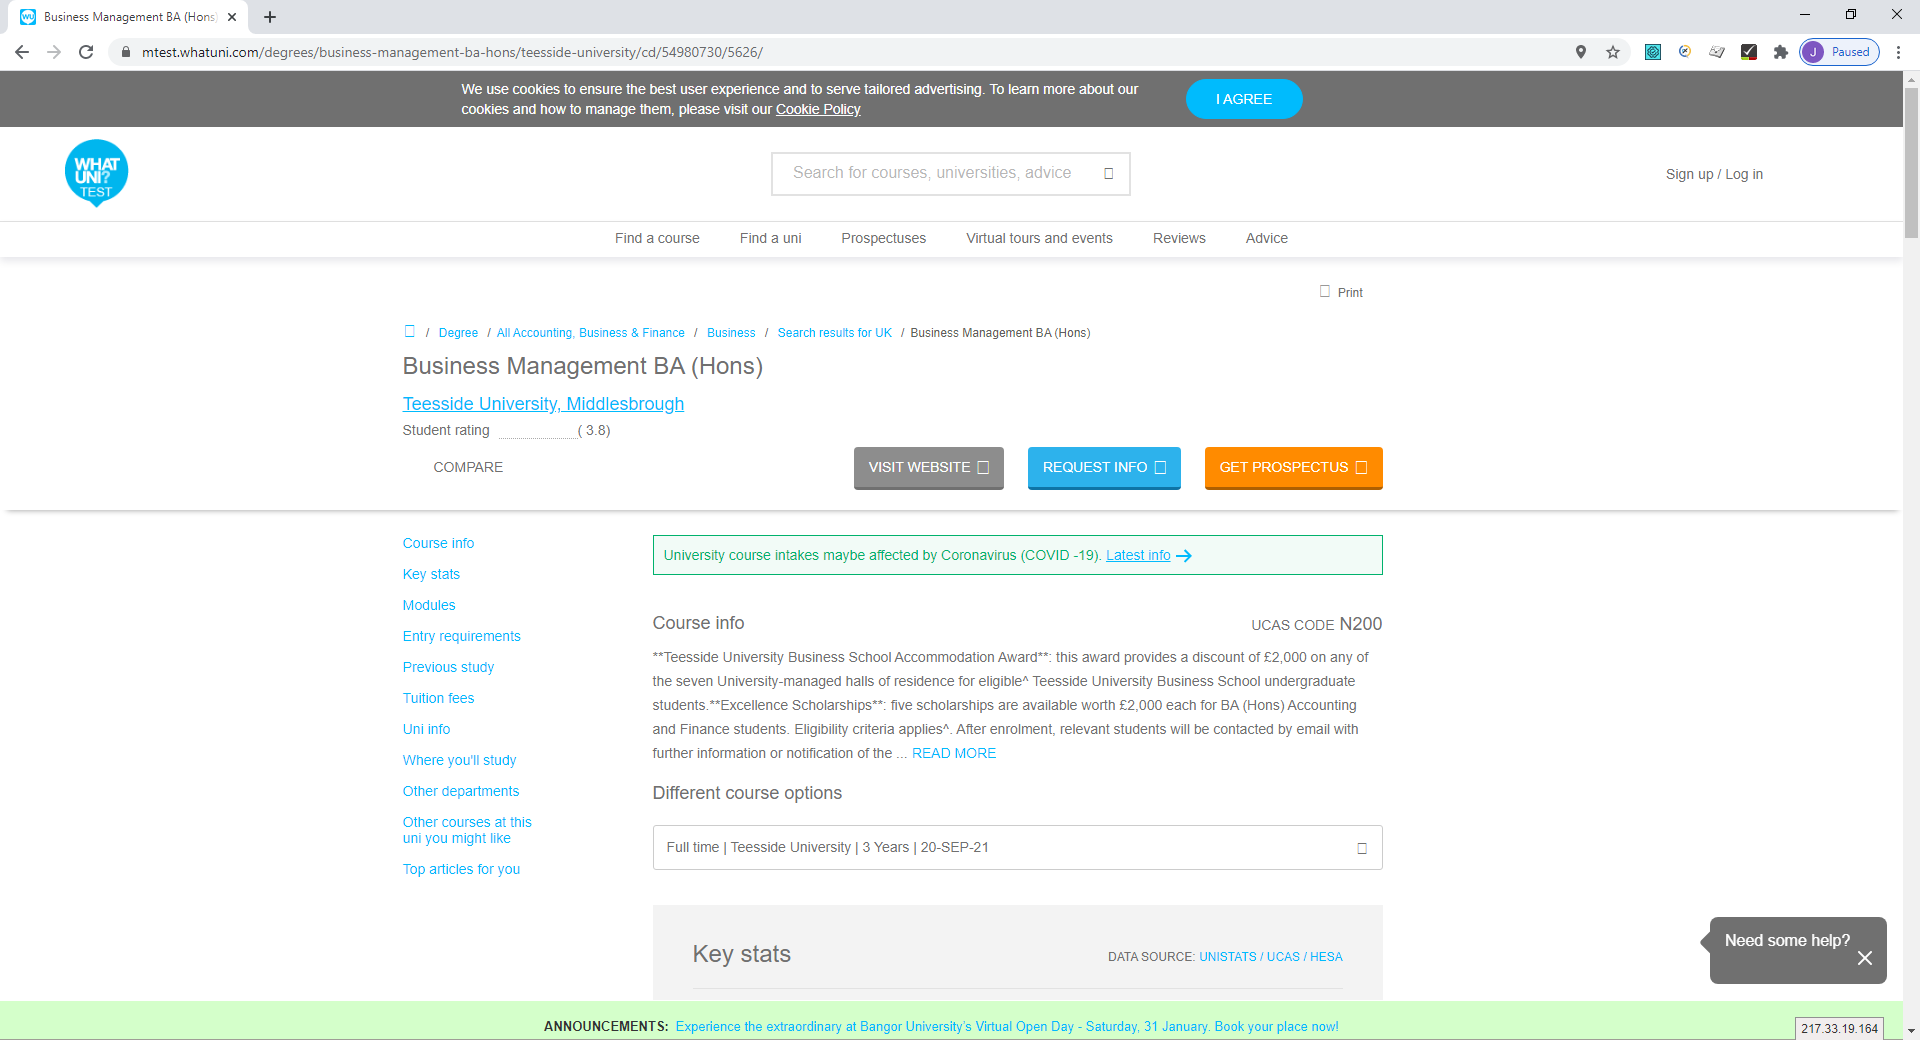 Business Management BA (Hons)
mtest.whatuni.com/degrees/business-management-ba-hons/teesside-university/cd/54980730/5626/
J Paused
We use cookies to ensure the best user experience and to serve tailored advertising. To learn more about our
cookies and how to manage them, please visit our Cookie Policy
I AGREE
WHAT
UNI?
TEST
Search for courses, universities, advice
Sign up / Log in
Find a course Find a uni Prospectuses Virtual tours and events Reviews Advice
Print
/ Degree / All Accounting, Business & Finance / Business / Search results for UK / Business Management BA (Hons)
Business Management BA (Hons)
Teesside University, Middlesbrough
Student rating ( 3.8)
COMPARE
VISIT WEBSITE
REQUEST INFO
GET PROSPECTUS
Course info
Key stats
Modules
Entry requirements
Previous study
Tuition fees
Uni info
Where you'll study
Other departments
Other courses at this
uni you might like
Top articles for you
University course intakes maybe affected by Coronavirus (COVID -19). Latest info
Course info
UCAS CODE N200
**Teesside University Business School Accommodation Award**: this award provides a discount of £2,000 on any of
the seven University-managed halls of residence for eligible^ Teesside University Business School undergraduate
students.**Excellence Scholarships**: five scholarships are available worth £2,000 each for BA (Hons) Accounting
and Finance students. Eligibility criteria applies^. After enrolment, relevant students will be contacted by email with
further information or notification of the ... READ MORE
Different course options
Full time | Teesside University | 3 Years | 20-SEP-21
Key stats
DATA SOURCE: UNISTATS / UCAS / HESA
Need some help?
ANNOUNCEMENTS: Experience the extraordinary at Bangor University's Virtual Open Day - Saturday, 31 January. Book your place now!
217.33.19.164